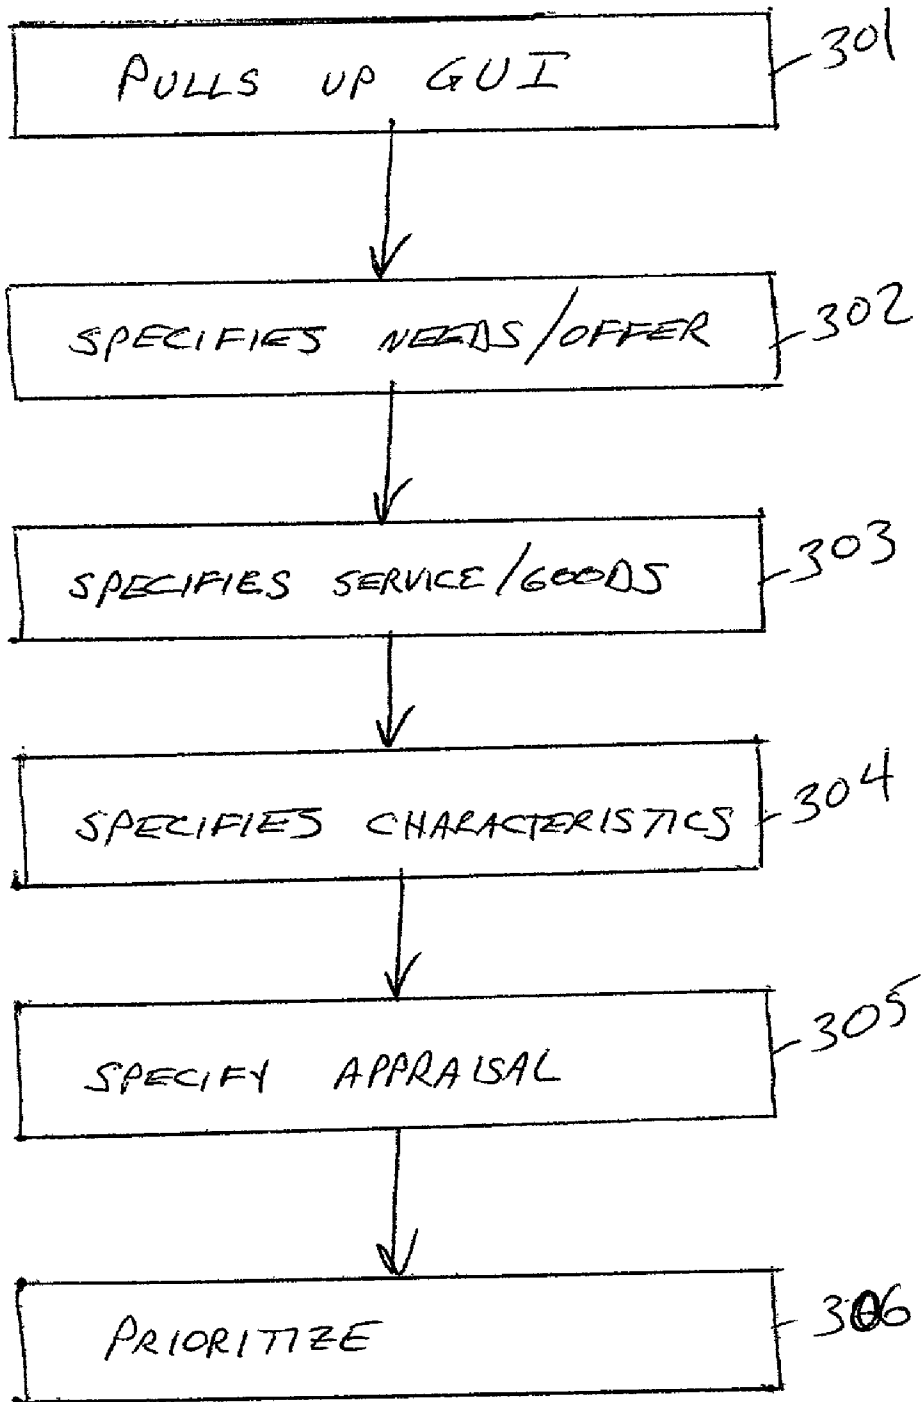 PULLS UP GUI 301
SPECIFIES NEEDS/OFFER 302
SPECIFIES SERVICE/GOODS 303
SPECIFIES CHARACTERISTICS 304
SPECIFY APPRAISAL 305
PRIORITIZE 306